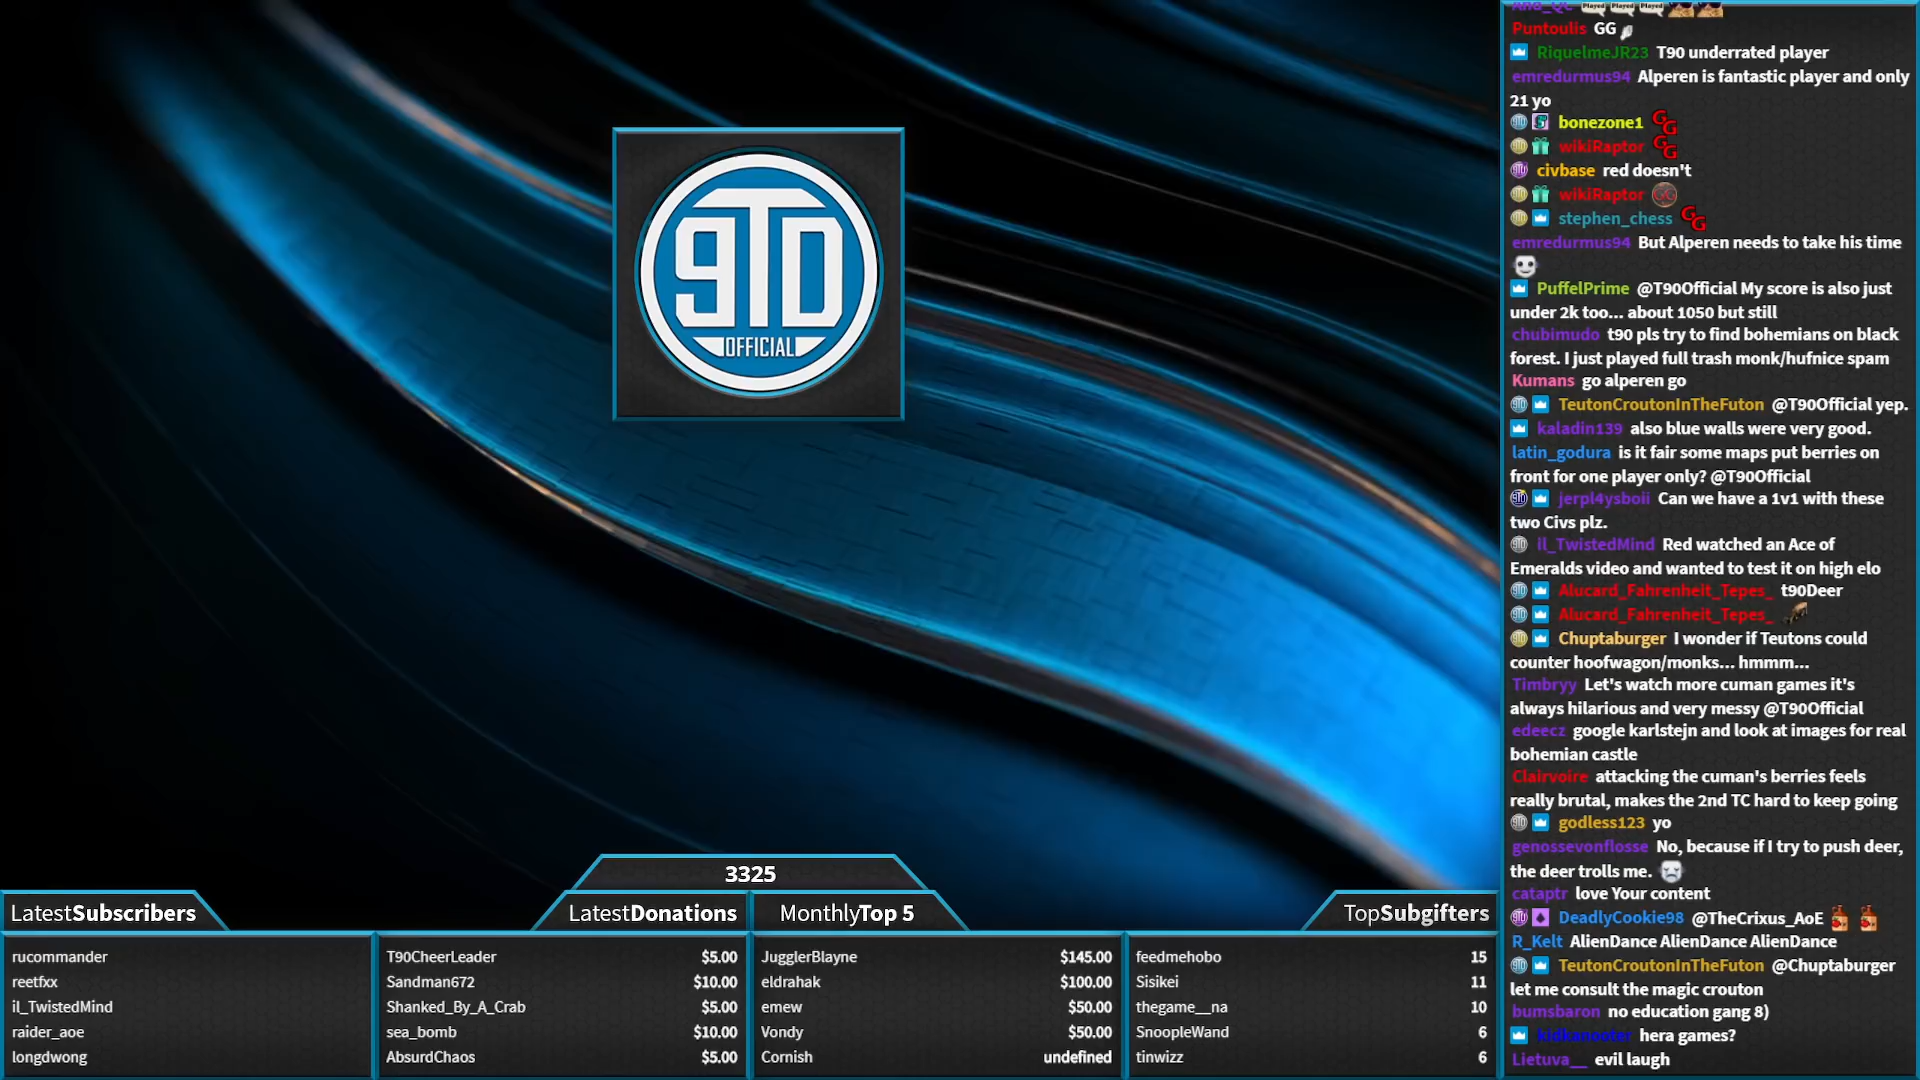 Puntoulis GG
RiquelmeJR23 T90 underrated player
emredurmus94 Alperen is fantastic player and only
21 yo
bonezone1 GG
wikiRaptor GG
civbase red doesn't
wikiRaptor GG
stephen_chess GG
emredurmus94 But Alperen needs to take his time
PuffelPrime @T90Official My score is also just
under 2k too... about 1050 but still
chubimudo t90 pls try to find bohemians on black
forest. I just played full trash monk/hufnice spam
Kumans go alperen go
TeutonCroutonInTheFuton @T90Official yep.
kaladin139 also blue walls were very good.
latin_godura is it fair some maps put berries on
front for one player only? @T90Official
jerpl4ysboii Can we have a 1v1 with these
two Civs plz.
il_TwistedMind Red watched an Ace of
Emeralds video and wanted to test it on high elo
Alucard_Fahrenheit_Tepes_ t90Deer
Alucard_Fahrenheit_Tepes_
Chuptaburger I wonder if Teutons could
counter hoofwagon/monks... hmmm...
Timbryy Let's watch more cuman games it's
always hilarious and very messy @T90Official
edeecz google karlstejn and look at images for real
bohemian castle
Clairvoire attacking the cuman's berries feels
really brutal, makes the 2nd TC hard to keep going
godless123 yo
genossevonflosse No, because if I try to push deer,
the deer trolls me.
cataptr love Your content
DeadlyCookie98 @TheCrixus_AoE
R_Kelt AlienDance AlienDance AlienDance
TeutonCroutonInTheFuton @Chuptaburger
let me consult the magic crouton
bumsbaron no education gang 8)
kidkanooter hera games?
Lietuva__ evil laugh
9TO
OFFICIAL
3325
LatestSubscribers
rucommander
reetfxx
il_TwistedMind
raider_aoe
longdwong
LatestDonations
T90CheerLeader $5.00
Sandman672 $10.00
Shanked_By_A_Crab $5.00
sea_bomb $10.00
AbsurdChaos $5.00
MonthlyTop 5
JugglerBlayne $145.00
eldrahak $100.00
emew $50.00
Vondy $50.00
Cornish undefined
TopSubgifters
feedmehobo 15
Sisikei 11
thegame__na 10
SnoopleWand 6
tinwizz 6